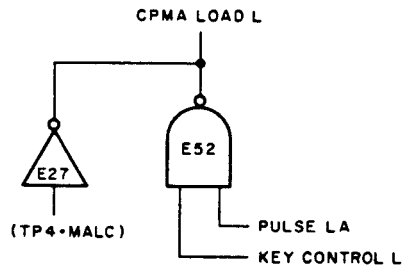 CPMA LOAD L
E52
E27
(TP4•MALC)
PULSE LA
KEY CONTROL L